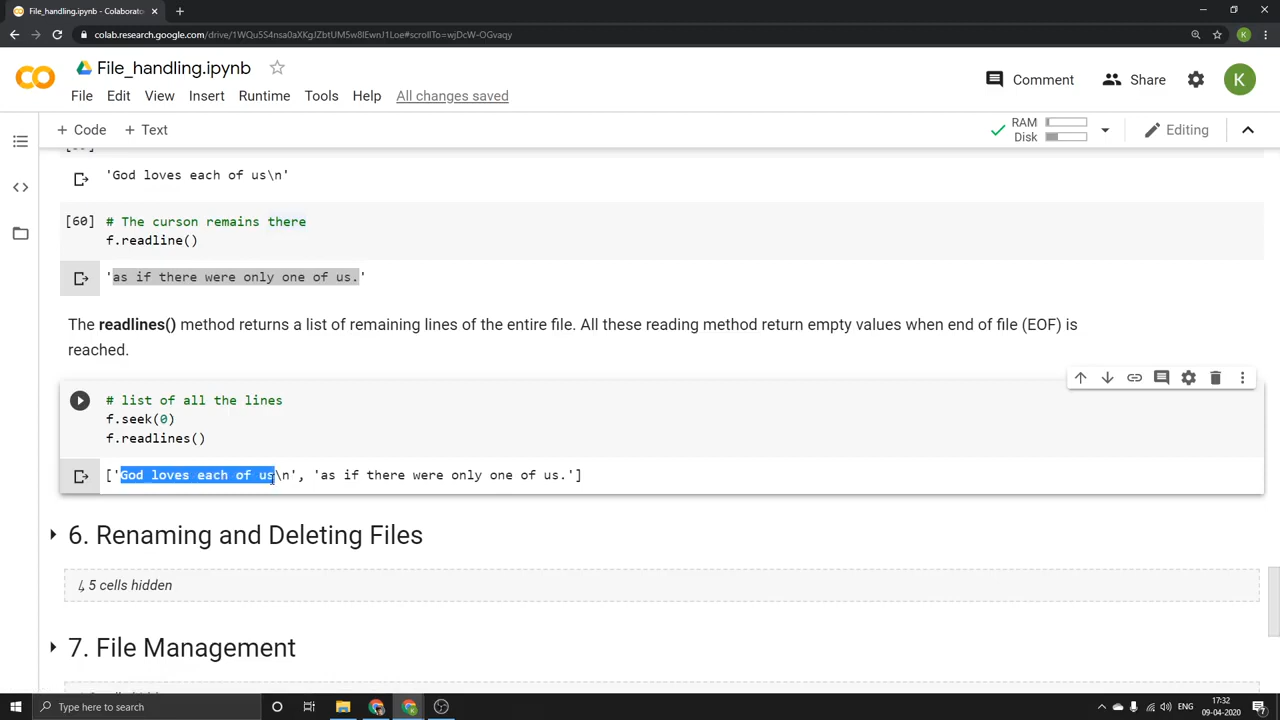 File_handling.ipynb - Colaborato
colab.research.google.com/drive/1WQu5S4nsa0aXKgJZbtUM5w8lEwnJ1Loe#scrollTo=wjDcW-OGvaqy
K
CO File_handling.ipynb
File Edit View Insert Runtime Tools Help All changes saved
Comment Share K
+ Code + Text
RAM
Disk
Editing
'God loves each of us\n'
[60] # The curson remains there
f.readline()
'as if there were only one of us.'
The readlines() method returns a list of remaining lines of the entire file. All these reading method return empty values when end of file (EOF) is
reached.
# list of all the lines
f.seek(0)
f.readlines()
['God loves each of us\n', 'as if there were only one of us.']
6. Renaming and Deleting Files
5 cells hidden
7. File Management
Type here to search
17:32
09-04-2020